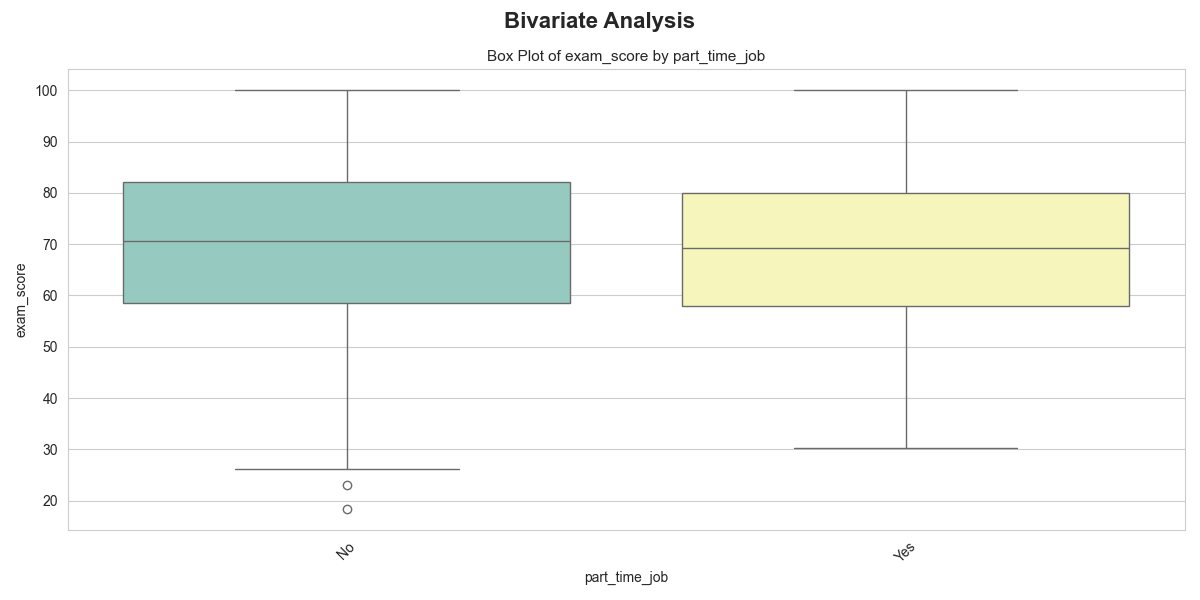 Bivariate Analysis
Box Plot of exam_score by part_time_job
exam_score
100
90
80
70
60
50
40
30
20
No
Yes
part_time_job